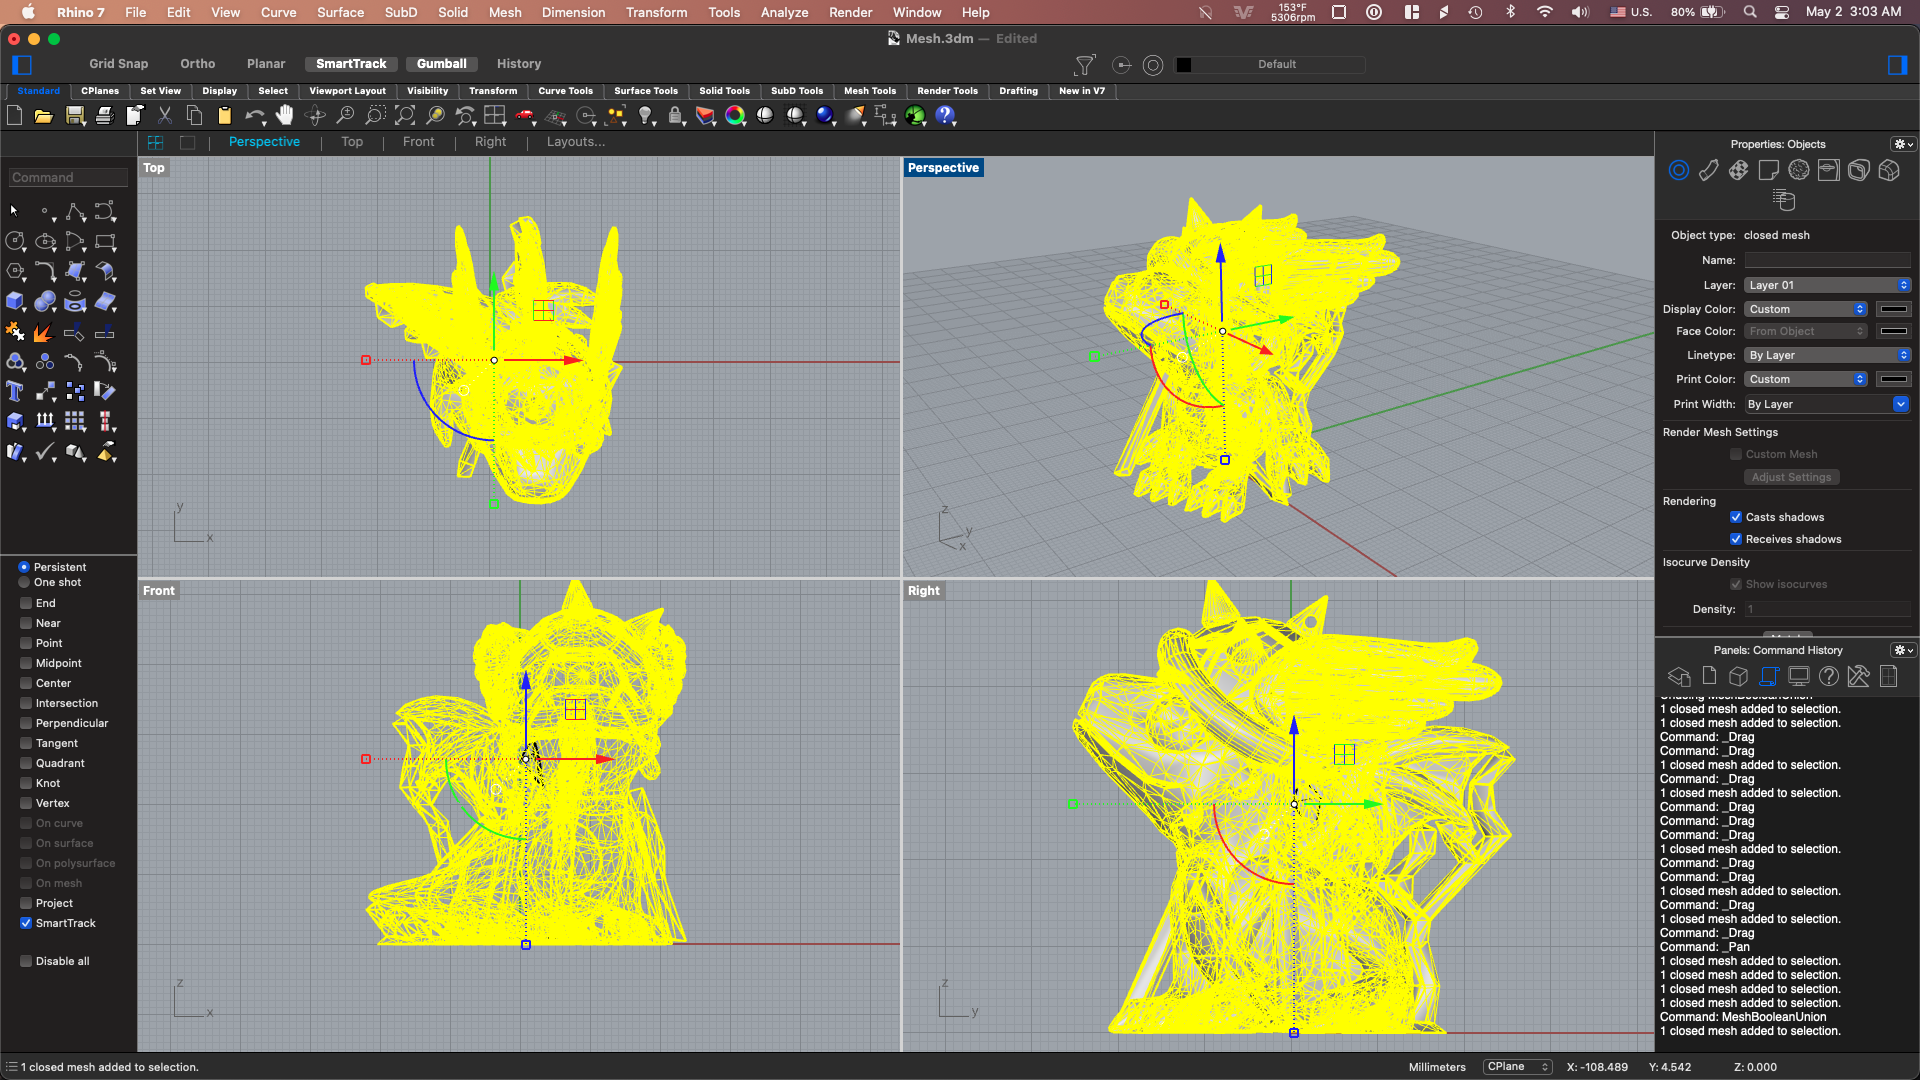 Rhino 7 File Edit View Curve Surface SubD Solid Mesh Dimension Transform Tools Analyze Render Window Help 153°F 5306rpm U.S. 80% May 2 3:03 AM
Mesh.3dm — Edited
Grid Snap Ortho Planar SmartTrack Gumball History Default
Standard CPlanes Set View Display Select Viewport Layout Visibility Transform Curve Tools Surface Tools Solid Tools SubD Tools Mesh Tools Render Tools Drafting New in V7
Perspective Top Front Right Layouts...
Command
Persistent
One shot
End
Near
Point
Midpoint
Center
Intersection
Perpendicular
Tangent
Quadrant
Knot
Vertex
On curve
On surface
On polysurface
On mesh
Project
SmartTrack
Disable all
Top
y
x
Perspective
z
y
x
Front
z
x
Right
z
y
Properties: Objects
Object type: closed mesh
Name:
Layer: Layer 01
Display Color: Custom
Face Color: From Object
Linetype: By Layer
Print Color: Custom
Print Width: By Layer
Render Mesh Settings
Custom Mesh
Adjust Settings
Rendering
Casts shadows
Receives shadows
Isocurve Density
Show isocurves
Density: 1
Panels: Command History
1 closed mesh added to selection.
1 closed mesh added to selection.
Command: _Drag
Command: _Drag
1 closed mesh added to selection.
Command: _Drag
1 closed mesh added to selection.
Command: _Drag
Command: _Drag
Command: _Drag
1 closed mesh added to selection.
Command: _Drag
Command: _Drag
1 closed mesh added to selection.
Command: _Drag
1 closed mesh added to selection.
Command: _Drag
Command: _Pan
1 closed mesh added to selection.
1 closed mesh added to selection.
1 closed mesh added to selection.
1 closed mesh added to selection.
Command: MeshBooleanUnion
1 closed mesh added to selection.
1 closed mesh added to selection. Millimeters CPlane X: -108.489 Y: 4.542 Z: 0.000